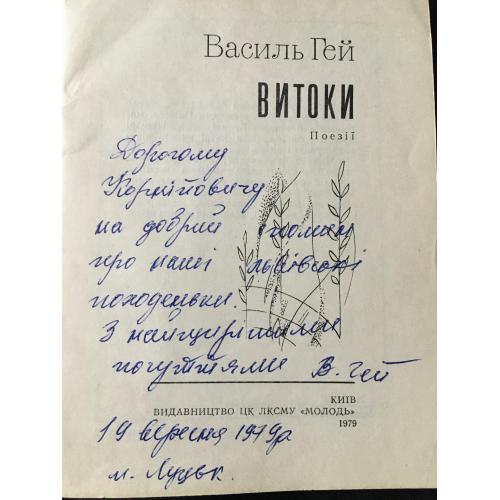 Василь Гей
ВИТОКИ
Поезії
Дорогому
Корнійовичу
на добрий спомин
про наші львівські
походеньки.
З найщирішими
почуттями В. Гей
КИЇВ
ВИДАВНИЦТВО ЦК ЛКСМУ «МОЛОДЬ»
1979
19 вересня 1979р
м. Луцьк.